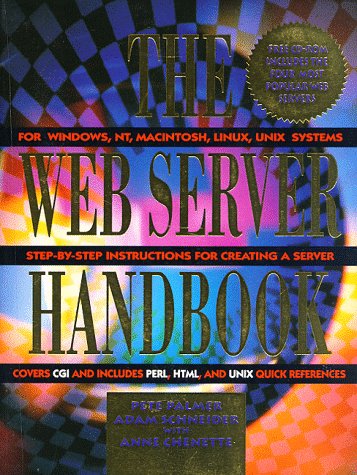 THE
FREE CD-ROM
INCLUDES THE
FOUR MOST
POPULAR WEB
SERVERS
FOR WINDOWS, NT, MACINTOSH, LINUX, UNIX SYSTEMS
WEB SERVER
STEP-BY-STEP INSTRUCTIONS FOR CREATING A SERVER
HANDBOOK
COVERS CGI AND INCLUDES PERL, HTML, AND UNIX QUICK REFERENCES
PETE PALMER
ADAM SCHNEIDER
WITH
ANNE CHENETTE